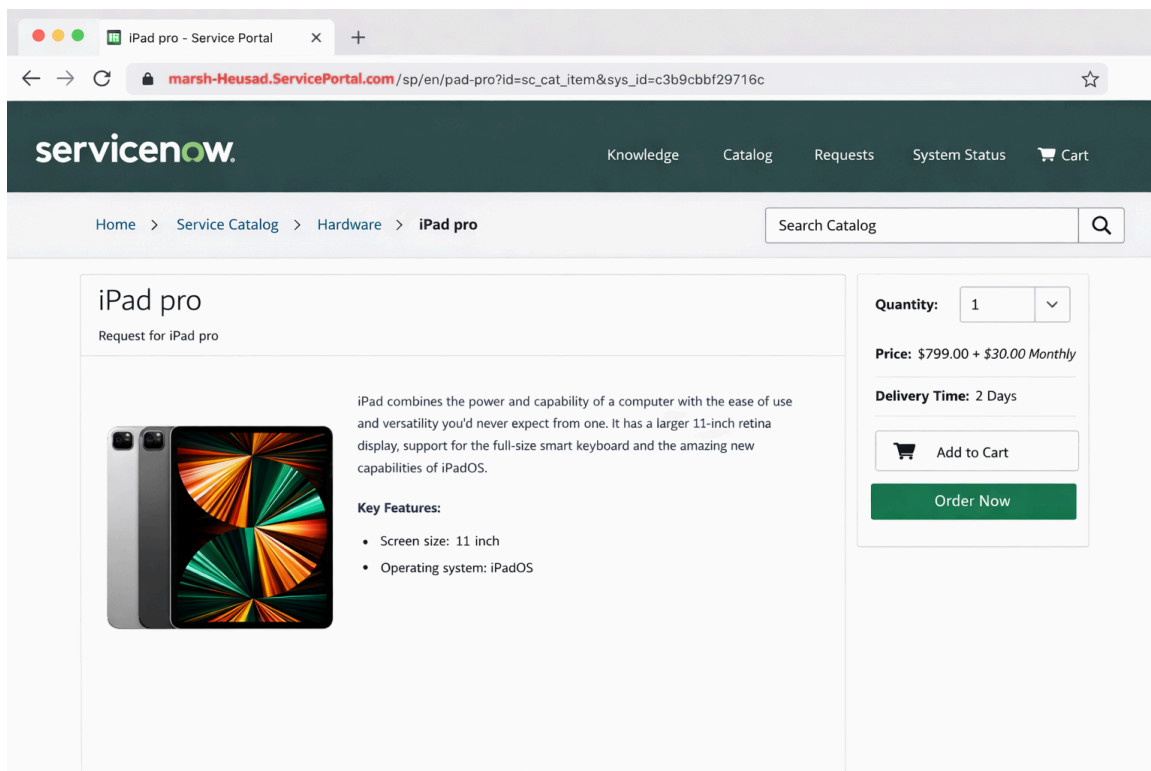 iPad pro - Service Portal
marsh-Heusad.ServicePortal.com/sp/en/pad-pro?id=sc_cat_item&sys_id=c3b9cbbf29716c
servicenow.
Knowledge Catalog Requests System Status Cart
Home > Service Catalog > Hardware > iPad pro
Search Catalog
iPad pro
Request for iPad pro
iPad combines the power and capability of a computer with the ease of use
and versatility you'd never expect from one. It has a larger 11-inch retina
display, support for the full-size smart keyboard and the amazing new
capabilities of iPadOS.
Key Features:
• Screen size: 11 inch
• Operating system: iPadOS
Quantity: 1
Price: $799.00 + $30.00 Monthly
Delivery Time: 2 Days
Add to Cart
Order Now